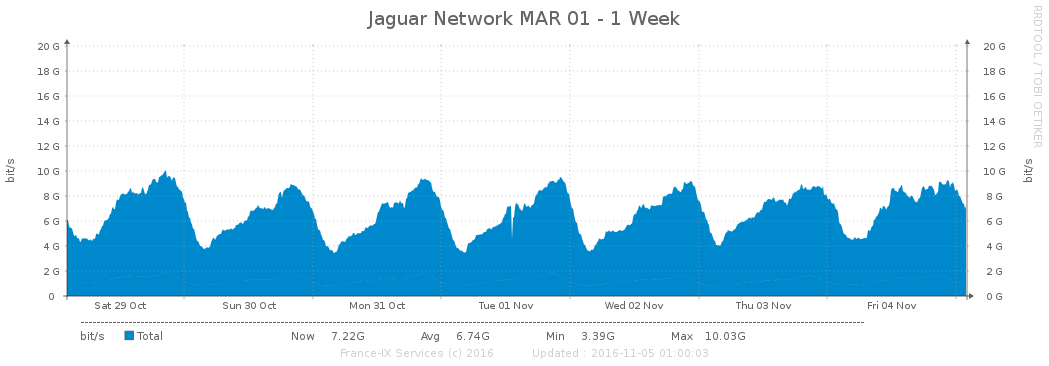 Jaguar Network MAR 01 - 1 Week
RRDTOOL / TOBI OETIKER
bit/s
bit/s
20 G 20 G
18 G 18 G
16 G 16 G
14 G 14 G
12 G 12 G
10 G 10 G
8 G 8 G
6 G 6 G
4 G 4 G
2 G 2 G
0 0 G
Sat 29 Oct Sun 30 Oct Mon 31 Oct Tue 01 Nov Wed 02 Nov Thu 03 Nov Fri 04 Nov
bit/s Total Now 7.22G Avg 6.74G Min 3.39G Max 10.03G
France-IX Services (c) 2016 Updated : 2016-11-05 01:00:03